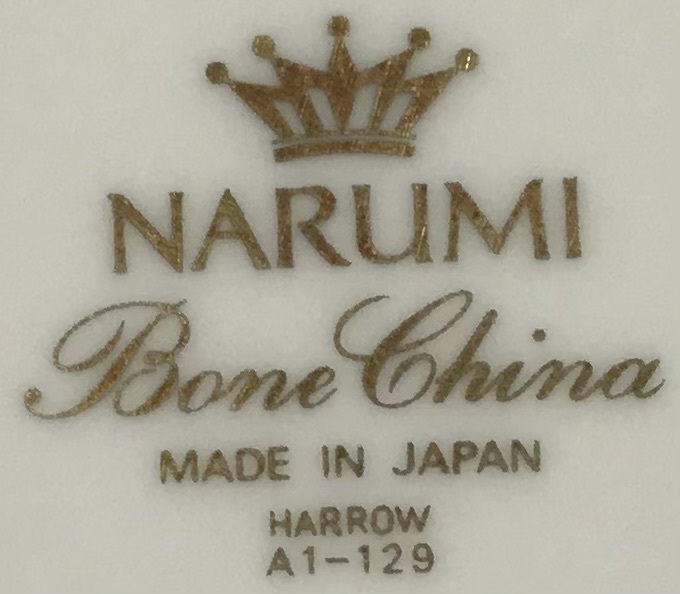 NARUMI
Bone China
MADE IN JAPAN
HARROW
A1-129